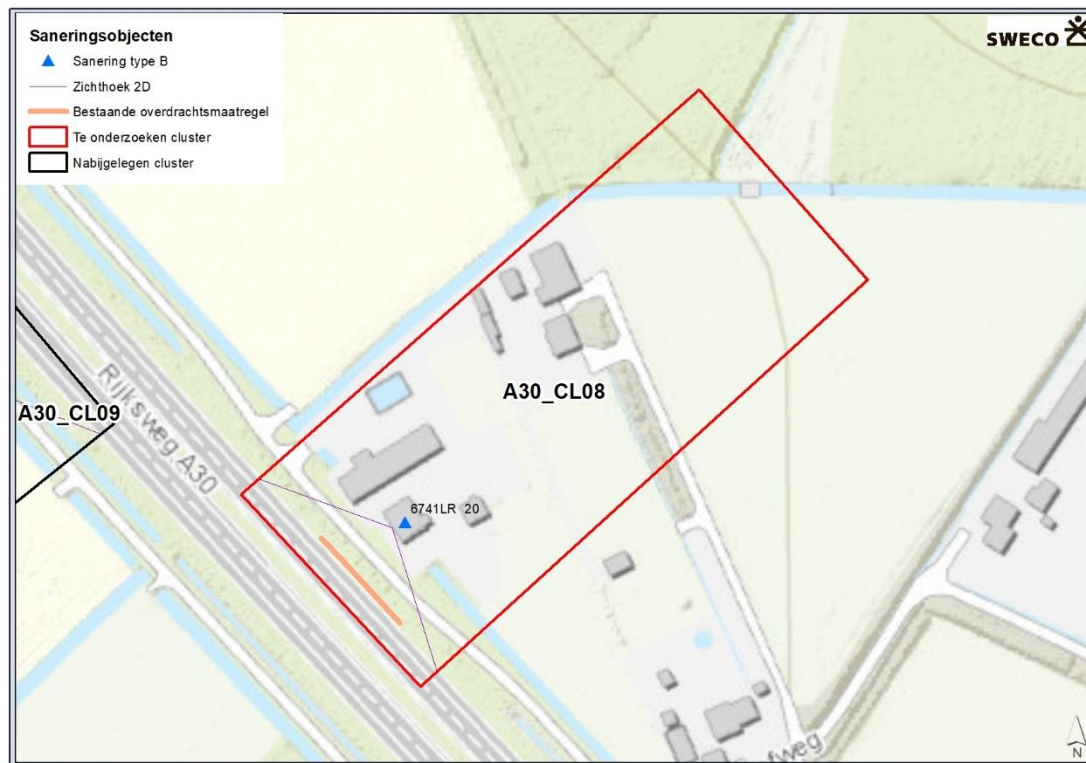 Saneringsobjecten
Sanering type B
Zichthoek 2D
Bestaande overdrachtsmaatregel
Te onderzoeken cluster
Nabijgelegen cluster
SWECO
A30_CL08
A30_CL09
Rijksweg A30
6741LR 20
N